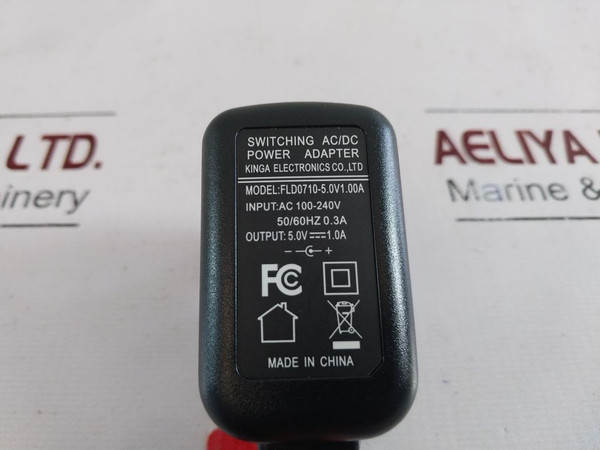 LTD.
AELIYA
Marine &
SWITCHING AC/DC
POWER ADAPTER
KINGA ELECTRONICS CO.,LTD
MODEL:FLD0710-5.0V1.00A
INPUT:AC 100-240V
50/60HZ 0.3A
OUTPUT: 5.0V⎓1.0A
− +
FC
MADE IN CHINA